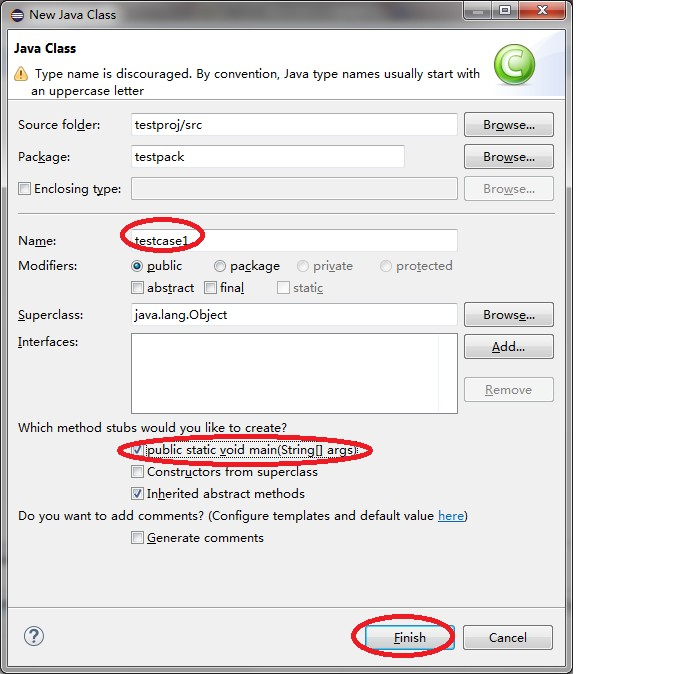 New Java Class
Java Class
Type name is discouraged. By convention, Java type names usually start with
an uppercase letter
Source folder: testproj/src Browse...
Package: testpack Browse...
Enclosing type: Browse...
Name: testcase1
Modifiers: public package private protected
abstract final static
Superclass: java.lang.Object Browse...
Interfaces: Add...
Remove
Which method stubs would you like to create?
public static void main(String[] args)
Constructors from superclass
Inherited abstract methods
Do you want to add comments? (Configure templates and default value here)
Generate comments
? Finish Cancel